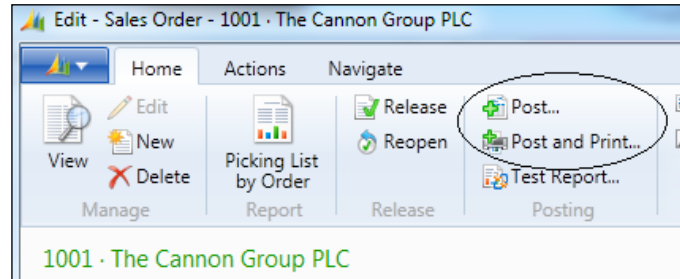 Edit - Sales Order - 1001 · The Cannon Group PLC
Home Actions Navigate
View
Edit
New
Delete
Manage
Picking List
by Order
Report
Release
Reopen
Release
Post...
Post and Print...
Test Report...
Posting
1001 · The Cannon Group PLC